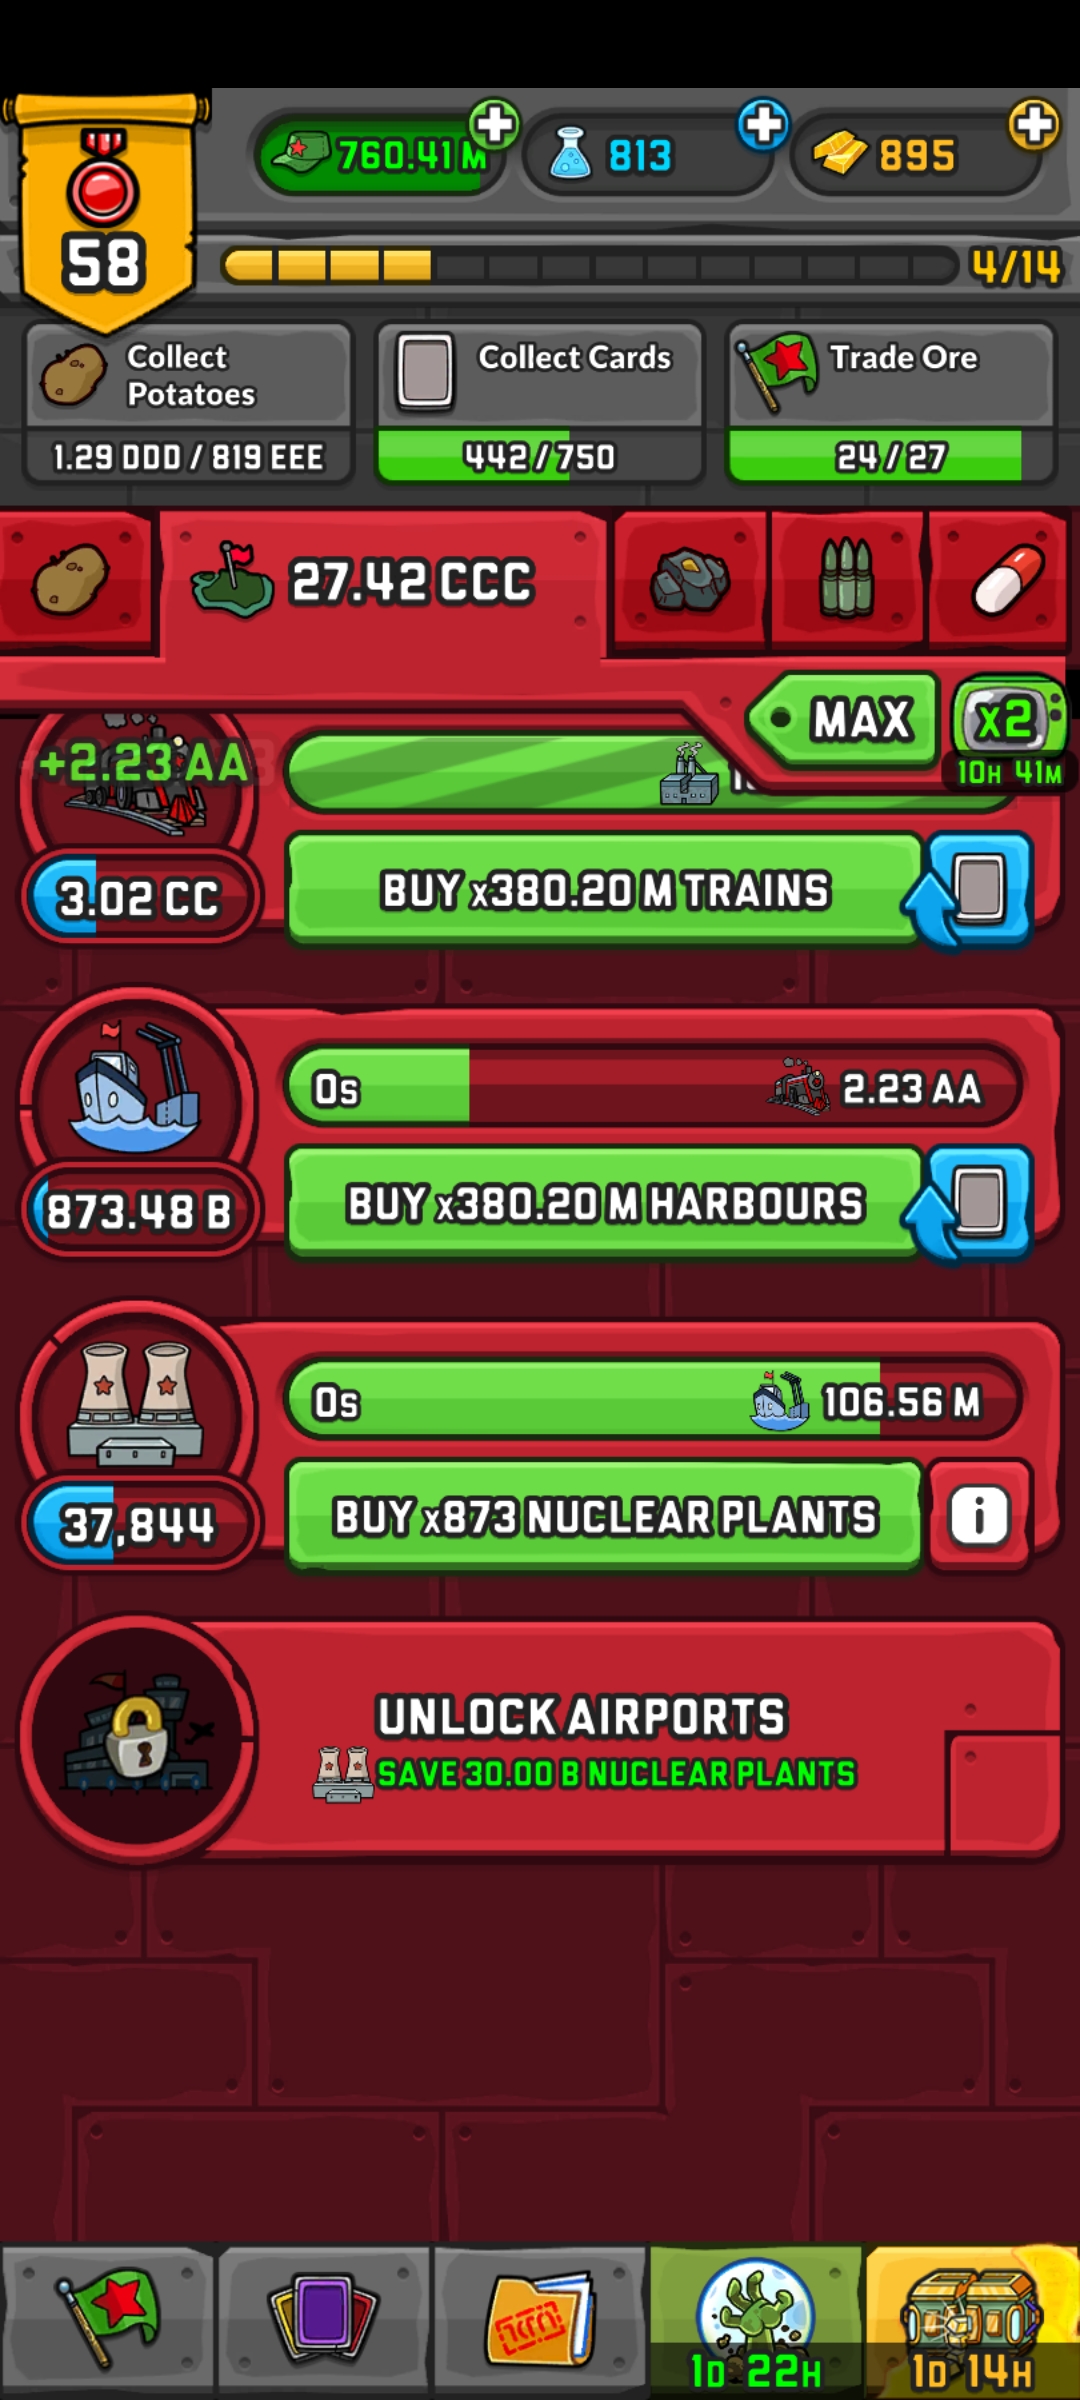 58
760.41 M
813
895
4/14
Collect
Potatoes
1.29 DDD / 819 EEE
Collect Cards
442/750
Trade Ore
24/27
27.42 CCC
MAX
x2
10H 41M
+2.23 AA
3.02 CC
BUY x380.20 M TRAINS
0s
2.23 AA
873.48 B
BUY x380.20 M HARBOURS
0s
106.56 M
37,844
BUY x873 NUCLEAR PLANTS
i
UNLOCK AIRPORTS
SAVE 30.00 B NUCLEAR PLANTS
1D 22H
1D 14H